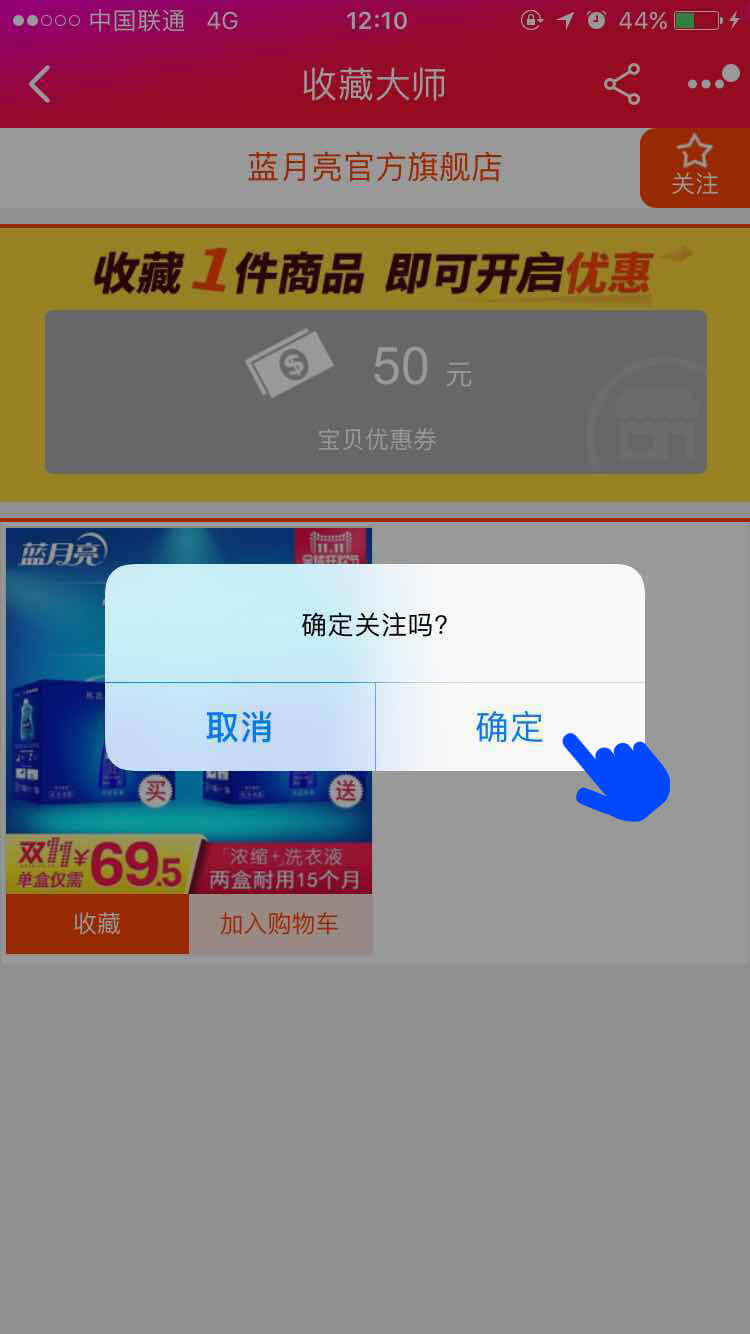 中国联通 4G 12:10 44%
收藏大师
蓝月亮官方旗舰店
关注
收藏1件商品 即可开启优惠
50 元
宝贝优惠券
蓝月亮
11.11
确定关注吗?
取消 确定
买 送
双11¥69.5
单盒仅需
「浓缩+」洗衣液
两盒耐用15个月
收藏 加入购物车